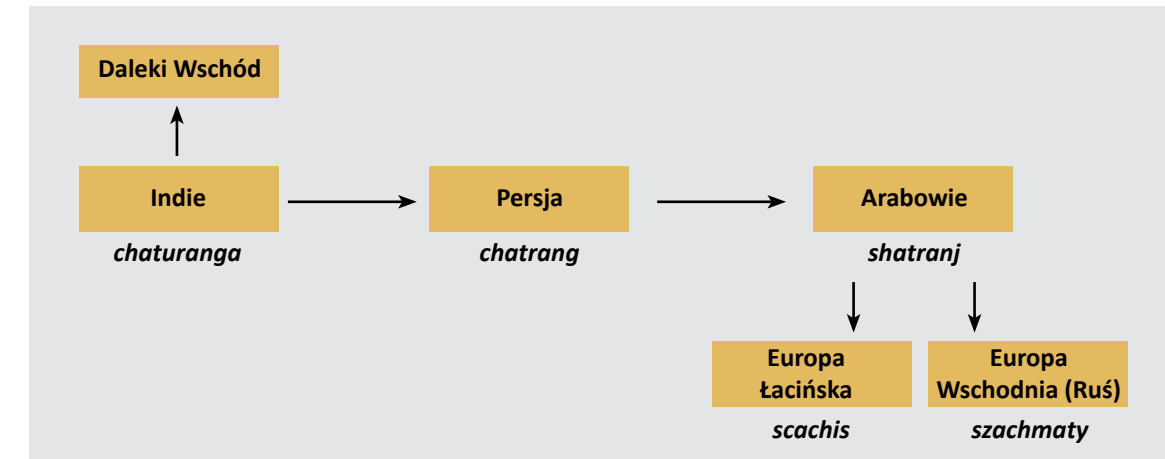 Daleki Wschód
Indie
chaturanga
Persja
chatrang
Arabowie
shatranj
Europa
Łacińska
scachis
Europa
Wschodnia (Ruś)
szachmaty